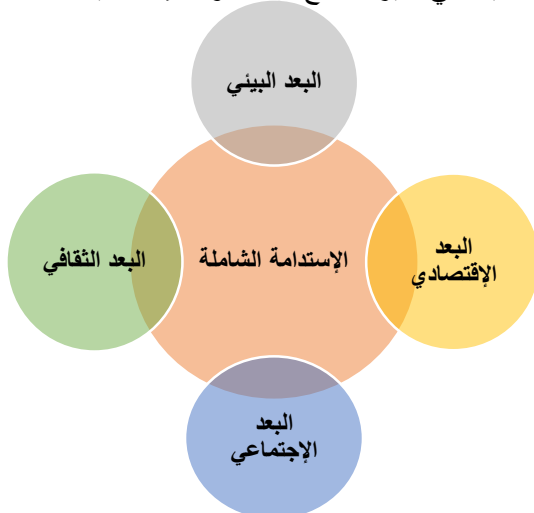 البعد البيئي
البعد
الإقتصادي
الإستدامة الشاملة
البعد الثقافي
البعد
الإجتماعي